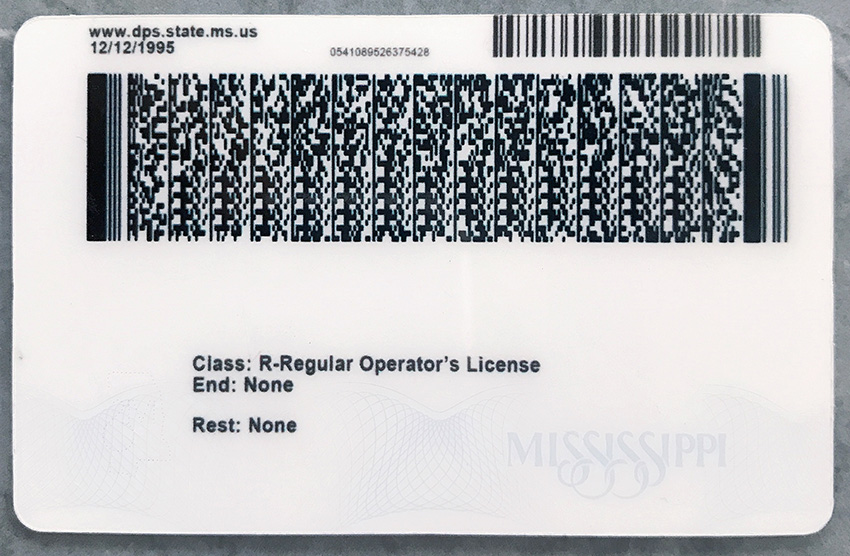 www.dps.state.ms.us
12/12/1995
0541089526375428
Class: R-Regular Operator's License
End: None
Rest: None
MISSISSIPPI